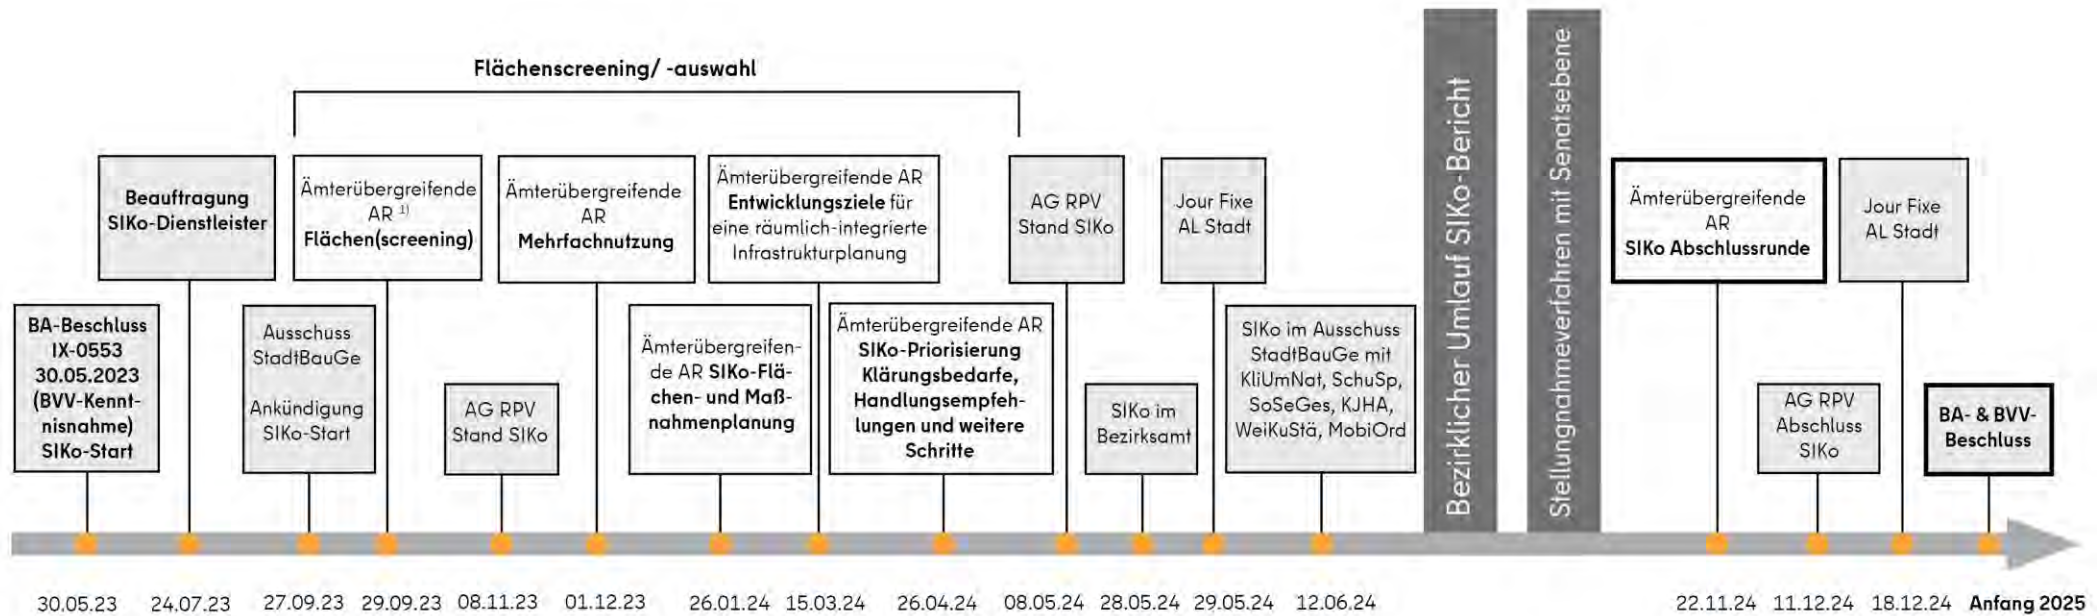 Flächenscreening/ -auswahl
Beauftragung
SIKo-Dienstleister
Ämterübergreifende
AR ¹⁾
Flächen(screening)
Ämterübergreifende
AR
Mehrfachnutzung
Ämterübergreifende AR
Entwicklungsziele für
eine räumlich-integrierte
Infrastrukturplanung
AG RPV
Stand SIKo
Jour Fixe
AL Stadt
Bezirklicher Umlauf SIKo-Bericht
Stellungnahmeverfahren mit Senatsebene
Ämterübergreifende
AR
SIKo Abschlussrunde
Jour Fixe
AL Stadt
BA-Beschluss
IX-0553
30.05.2023
(BVV-Kennt-
nisnahme)
SIKo-Start
Ausschuss
StadtBauGe
Ankündigung
SIKo-Start
AG RPV
Stand SIKo
Ämterübergreifen-
de AR SIKo-Flä-
chen- und Maß-
nahmenplanung
Ämterübergreifende AR
SIKo-Priorisierung
Klärungsbedarfe,
Handlungsempfeh-
lungen und weitere
Schritte
SIKo im
Bezirksamt
SIKo im Ausschuss
StadtBauGe mit
KliUmNat, SchuSp,
SoSeGes, KJHA,
WeiKuStä, MobiOrd
AG RPV
Abschluss
SIKo
BA- & BVV-
Beschluss
30.05.23 24.07.23 27.09.23 29.09.23 08.11.23 01.12.23 26.01.24 15.03.24 26.04.24 08.05.24 28.05.24 29.05.24 12.06.24 22.11.24 11.12.24 18.12.24 Anfang 2025